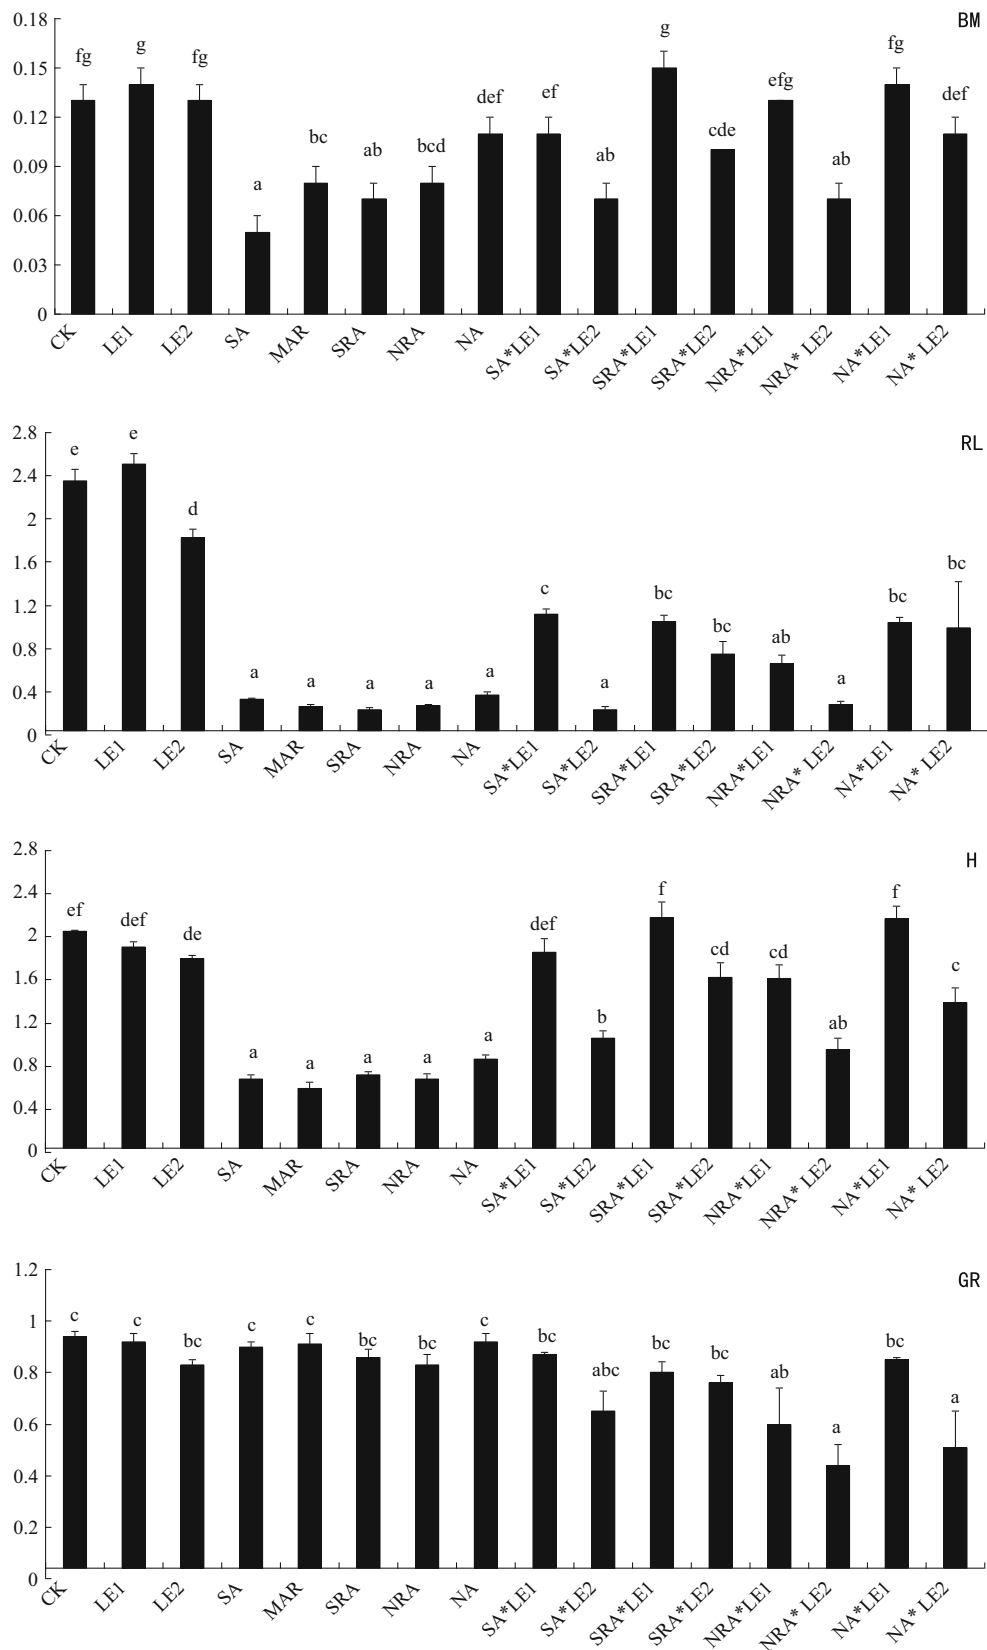 BM
0.18
0.15
0.12
0.09
0.06
0.03
0
fg g fg a bc ab bcd def ef ab g cde efg ab fg def
CK LE1 LE2 SA MAR SRA NRA NA SA*LE1 SA*LE2 SRA*LE1 SRA*LE2 NRA*LE1 NRA* LE2 NA*LE1 NA* LE2
RL
2.8
2.4
2
1.6
1.2
0.8
0.4
0
e e d a a a a a c a bc bc ab a bc bc
CK LE1 LE2 SA MAR SRA NRA NA SA*LE1 SA*LE2 SRA*LE1 SRA*LE2 NRA*LE1 NRA* LE2 NA*LE1 NA* LE2
H
2.8
2.4
2
1.6
1.2
0.8
0.4
0
ef def de a a a a a def b f cd cd ab f c
CK LE1 LE2 SA MAR SRA NRA NA SA*LE1 SA*LE2 SRA*LE1 SRA*LE2 NRA*LE1 NRA* LE2 NA*LE1 NA* LE2
GR
1.2
1
0.8
0.6
0.4
0.2
0
c c bc c c bc bc c bc abc bc bc ab a bc a
CK LE1 LE2 SA MAR SRA NRA NA SA*LE1 SA*LE2 SRA*LE1 SRA*LE2 NRA*LE1 NRA* LE2 NA*LE1 NA* LE2